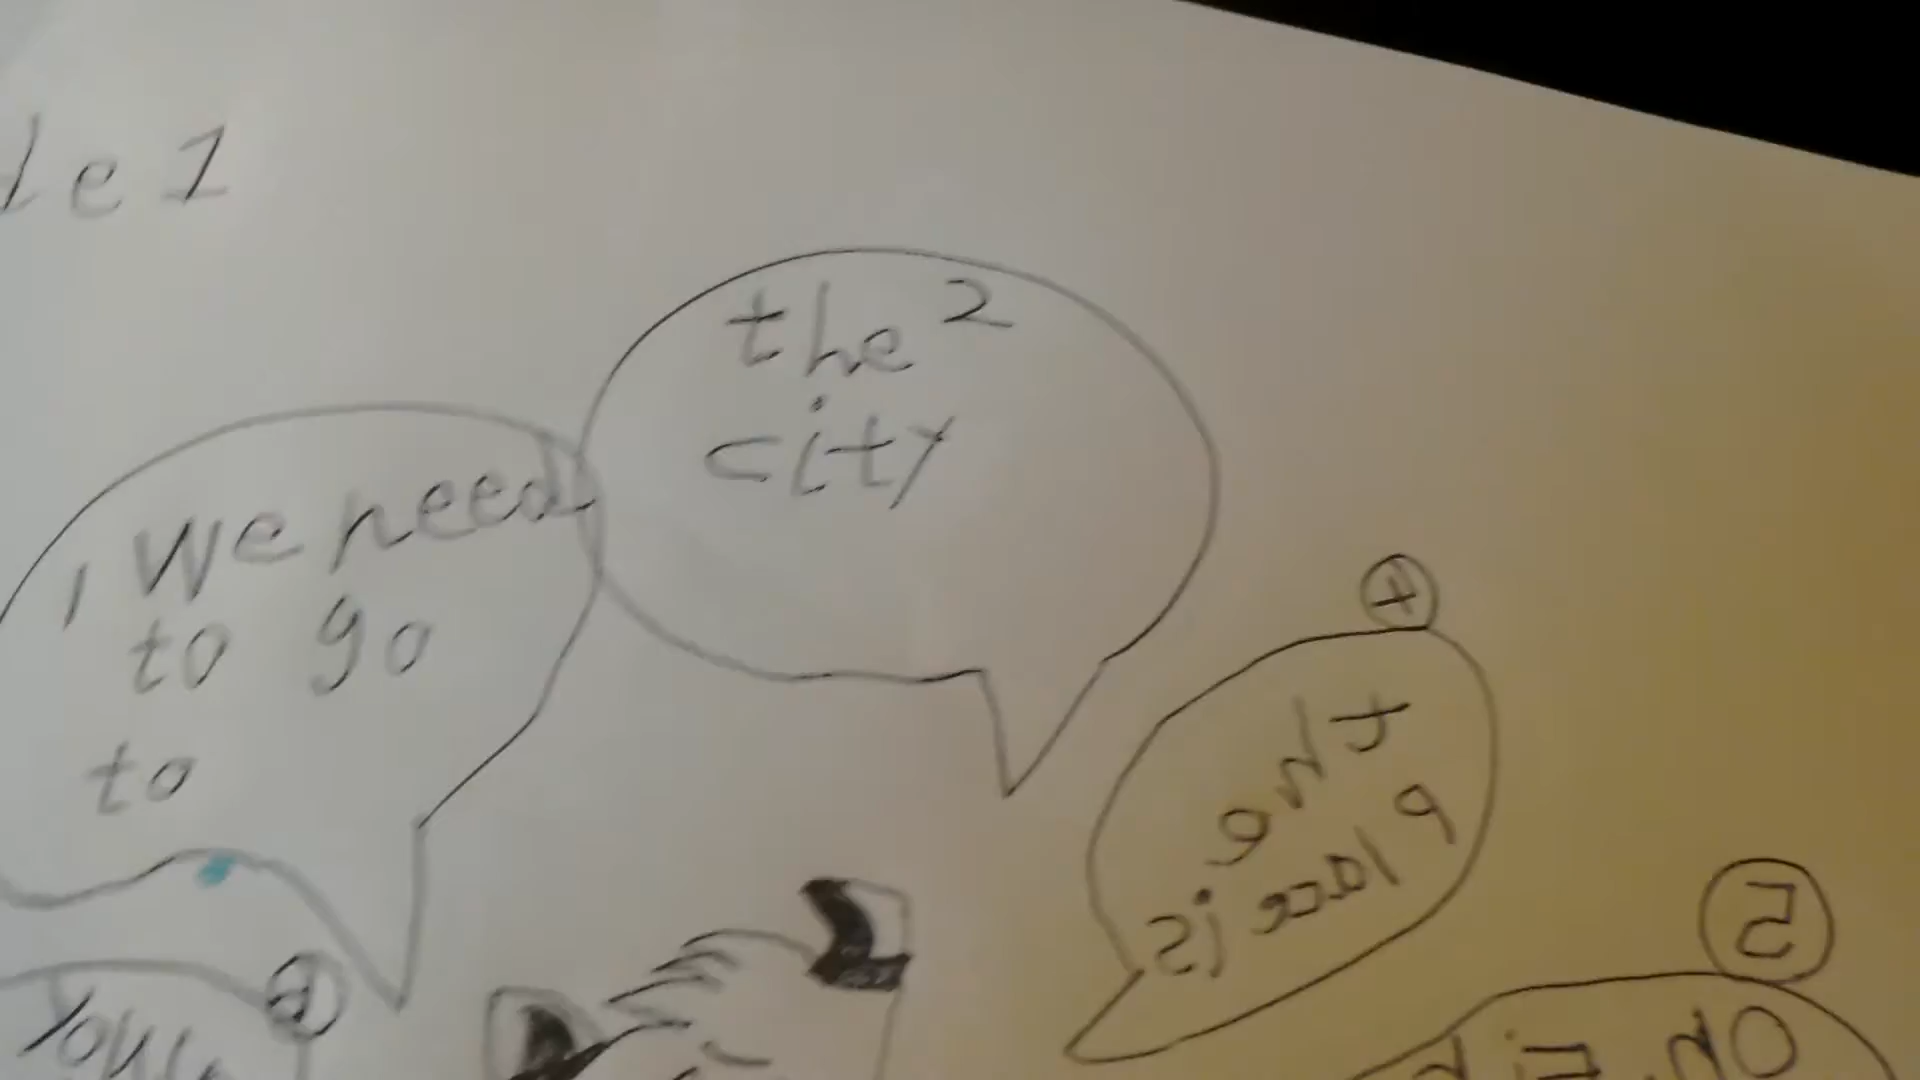 le 1
1 We need
to go
to
the 2
city
4
the
place is
5